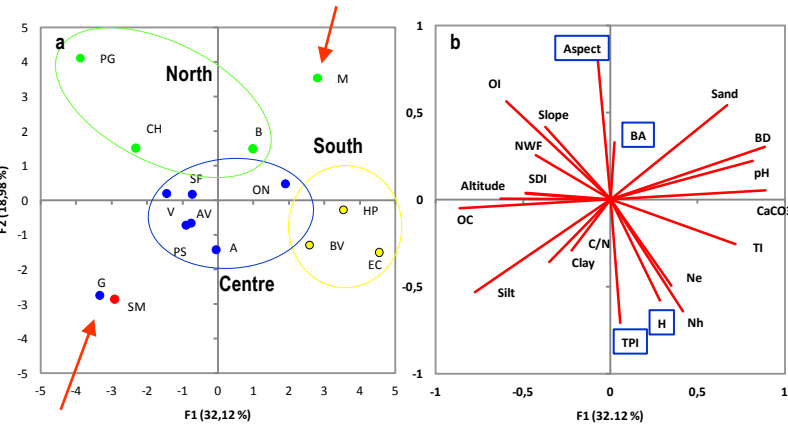 a
5
4
3
2
1
0
-1
-2
-3
-4
-5
-5 -4 -3 -2 -1 0 1 2 3 4 5
F2 (18,98 %)
F1 (32,12 %)
PG
North
M
CH
B
South
SF
ON
HP
V
AV
PS
A
BV
EC
Centre
G
SM
b
1
0,5
0
-0,5
-1
-1 -0,5 0 0,5 1
F1 (32.12 %)
Aspect
OI
Sand
Slope
BA
BD
NWF
pH
SDI
Altitude
CaCO3
OC
C/N
TI
Clay
Ne
Silt
H
Nh
TPI